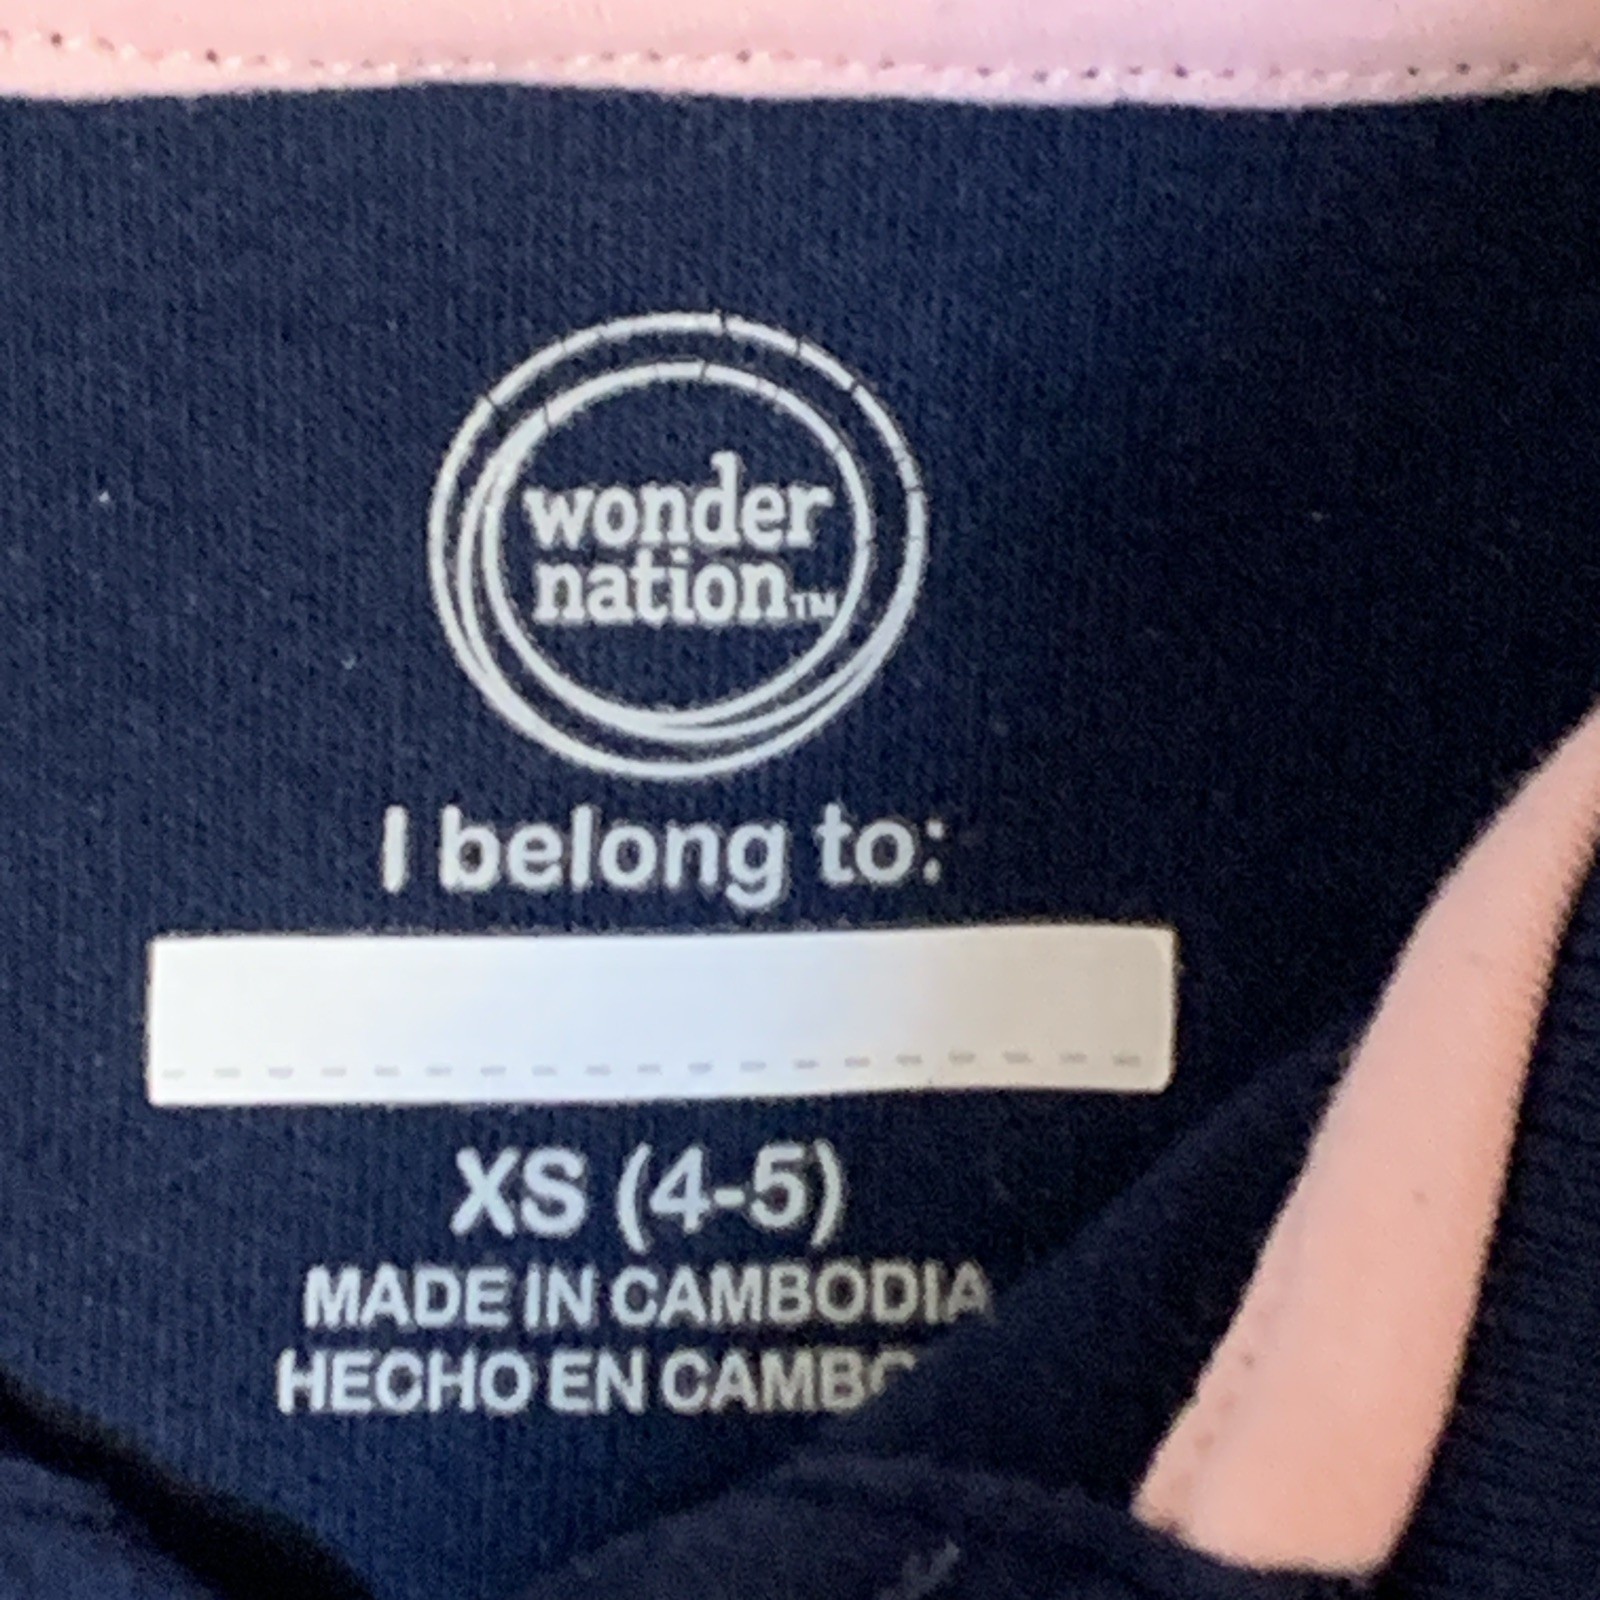 wonder
nation™
I belong to:
XS (4-5)
MADE IN CAMBODIA
HECHO EN